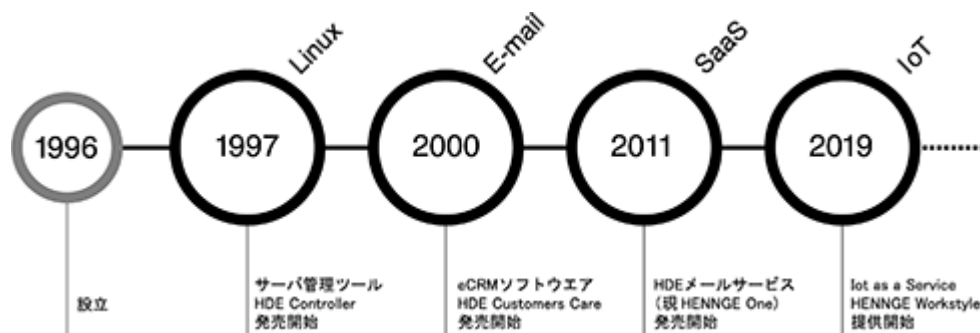 Linux
E-mail
SaaS
IoT
1996
1997
2000
2011
2019
設立
サーバ管理ツール
HDE Controller
発売開始
eCRMソフトウエア
HDE Customers Care
発売開始
HDEメールサービス
(現 HENNGE One)
発売開始
Iot as a Service
HENNGE Workstyle
提供開始